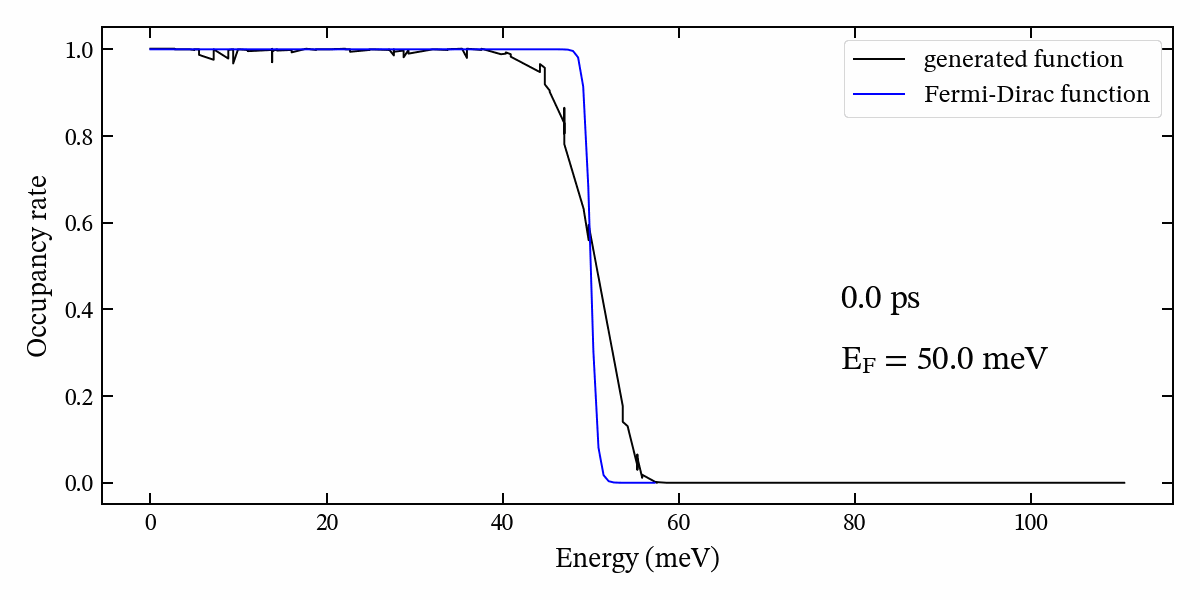 generated function
Fermi-Dirac function
1.0
0.8
0.6
0.4
0.2
0.0
Occupancy rate
0.0 ps
E_F = 50.0 meV
0 20 40 60 80 100
Energy (meV)